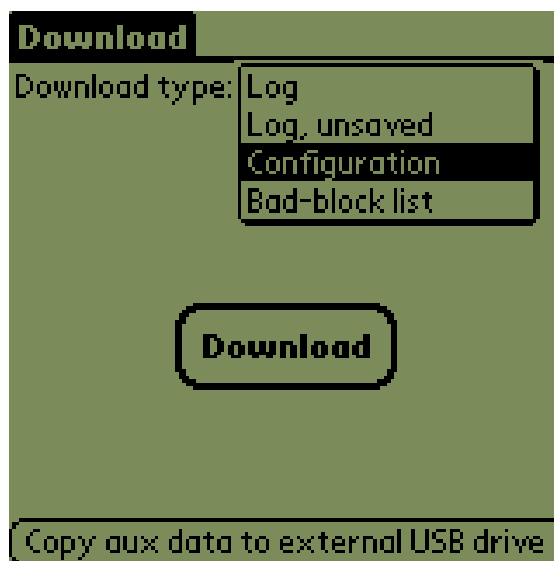 Download
Download type: Log
Log, unsaved
Configuration
Bad-block list
Download
Copy aux data to external USB drive